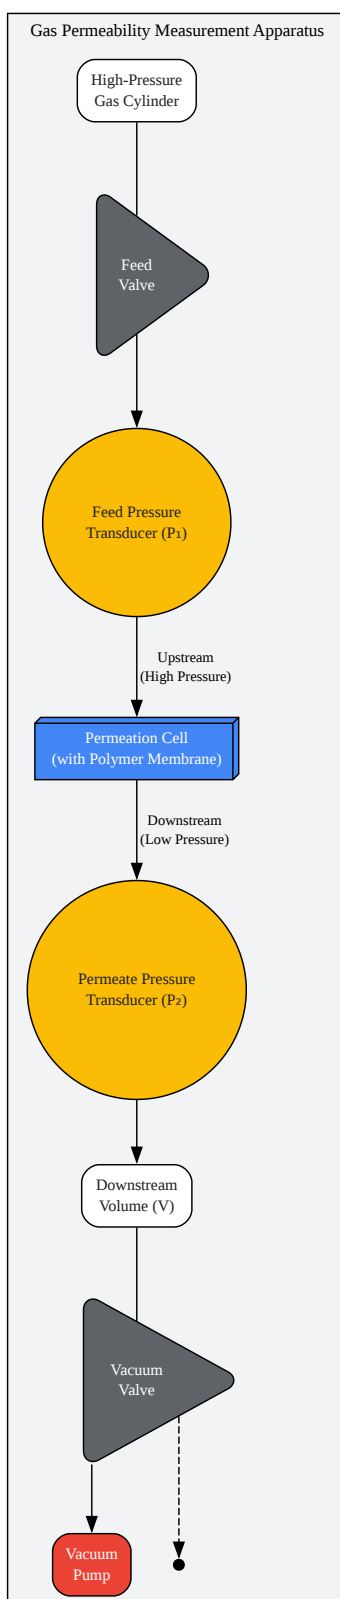 Gas Permeability Measurement Apparatus
High-Pressure
Gas Cylinder
Feed
Valve
Feed Pressure
Transducer (P₁)
Upstream
(High Pressure)
Permeation Cell
(with Polymer Membrane)
Downstream
(Low Pressure)
Permeate Pressure
Transducer (P₂)
Downstream
Volume (V)
Vacuum
Valve
Vacuum
Pump